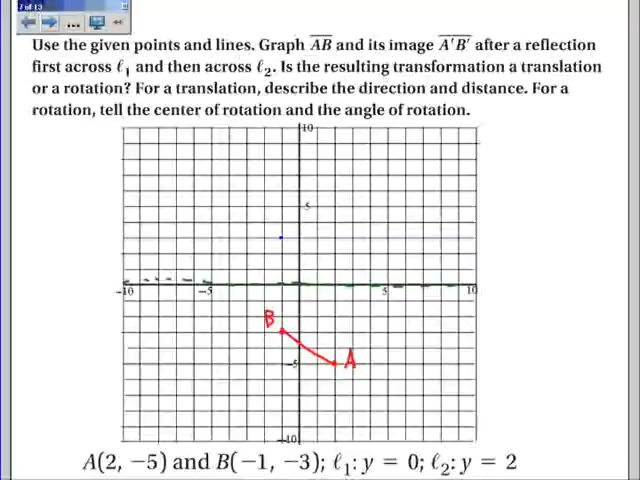 7 of 13
...
Use the given points and lines. Graph AB and its image A'B' after a reflection
first across ℓ₁ and then across ℓ₂. Is the resulting transformation a translation
or a rotation? For a translation, describe the direction and distance. For a
rotation, tell the center of rotation and the angle of rotation.
10
5
-10 -5 5 10
B
A
-5
-10
A(2, −5) and B(−1, −3); ℓ₁: y = 0; ℓ₂: y = 2